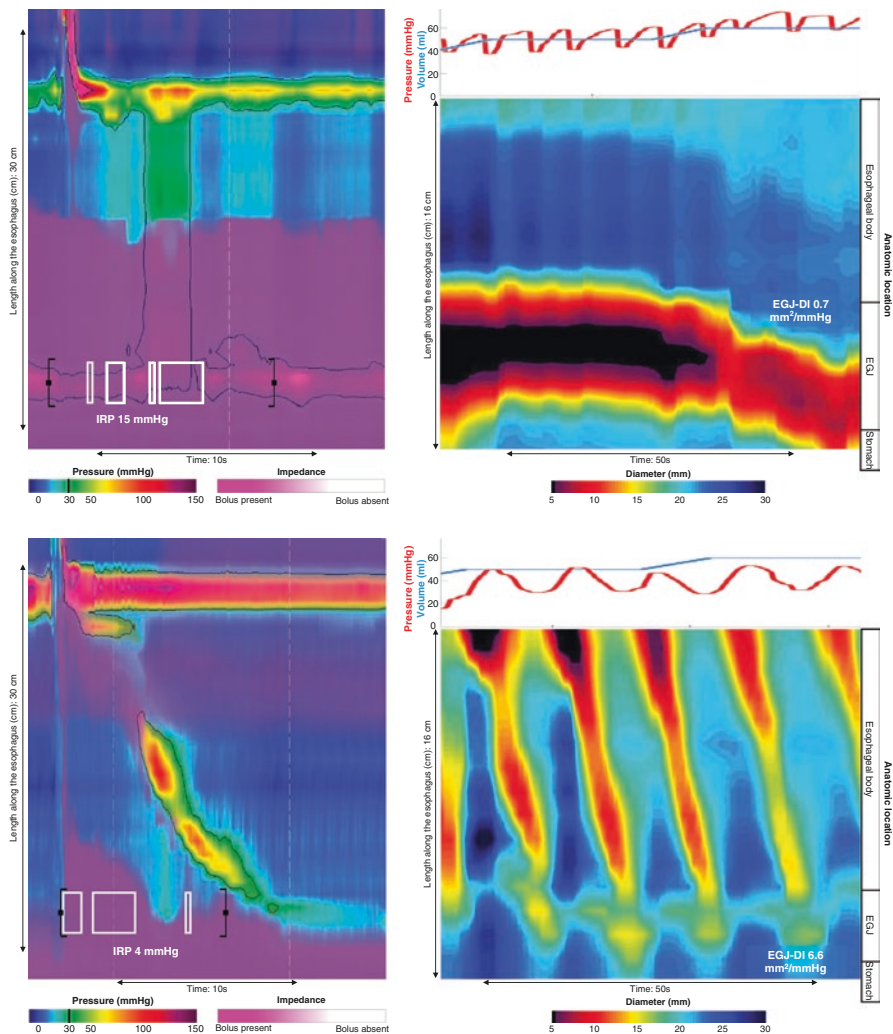 Length along the esophagus (cm): 30 cm
IRP 15 mmHg
Time: 10s
Pressure (mmHg)
Impedance
0 30 50 100 150
Bolus present
Bolus absent
Pressure (mmHg)
Volume (ml)
60
40
20
0
Length along the esophagus (cm): 16 cm
EGJ-DI 0.7
mm²/mmHg
Esophageal body
EGJ
Stomach
Anatomic location
Time: 50s
Diameter (mm)
5 10 15 20 25 30
Length along the esophagus (cm): 30 cm
IRP 4 mmHg
Time: 10s
Pressure (mmHg)
Impedance
0 30 50 100 150
Bolus present
Bolus absent
Pressure (mmHg)
Volume (ml)
60
40
20
0
Length along the esophagus (cm): 16 cm
EGJ-DI 6.6
mm²/mmHg
Esophageal body
EGJ
Stomach
Anatomic location
Time: 50s
Diameter (mm)
5 10 15 20 25 30